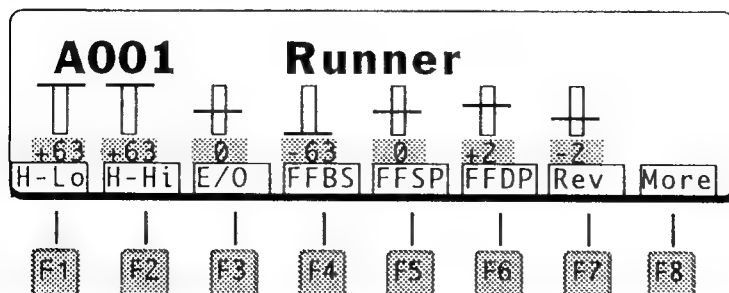 A001 Runner
+63 +63 0 -63 0 +2 -2
H-Lo H-Hi E/O FFBS FFSP FFDP Rev More
F1 F2 F3 F4 F5 F6 F7 F8